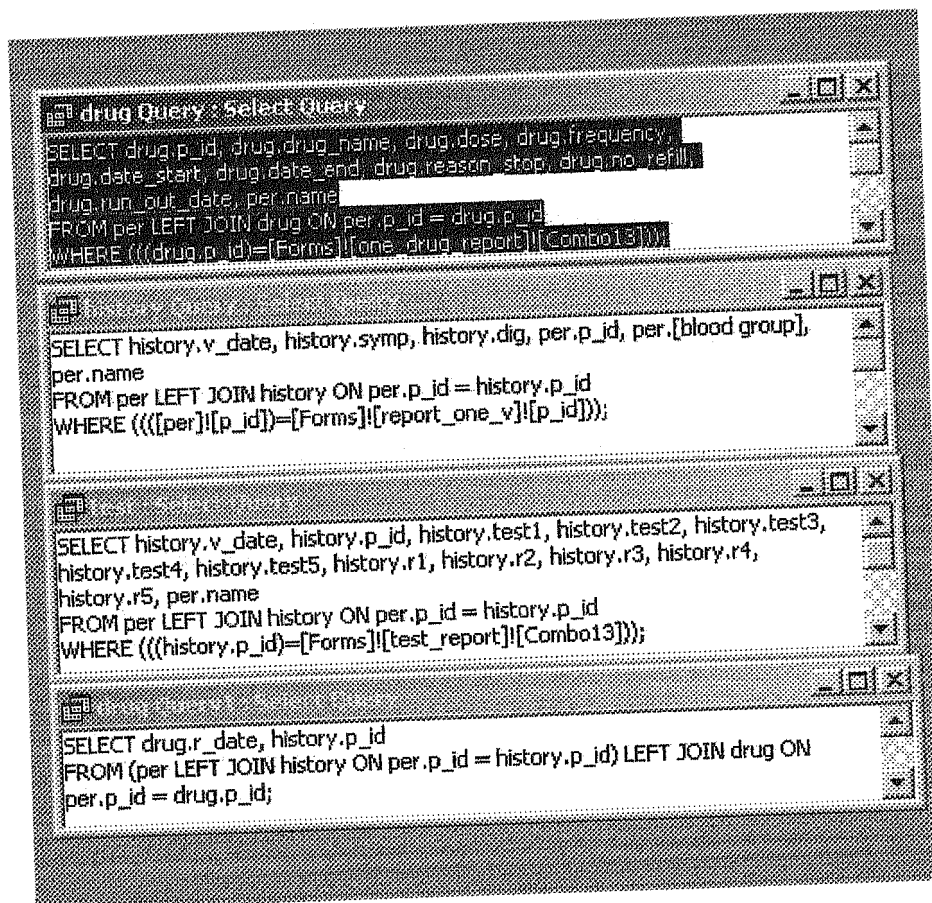 drug Query : Select Query
SELECT drug.p_id, drug.drug_name, drug.dose, drug.frequency,
drug.date_start, drug.date_end, drug.reason_stop, drug.no_refill,
drug.run_out_date, per.name
FROM per LEFT JOIN drug ON per.p_id = drug.p_id
WHERE (((drug.p_id)=[Forms]![one_drug_report]![Combo13]));
SELECT history.v_date, history.symp, history.dig, per.p_id, per.[blood group],
per.name
FROM per LEFT JOIN history ON per.p_id = history.p_id
WHERE ((([per]![p_id])=[Forms]![report_one_v]![p_id]));
SELECT history.v_date, history.p_id, history.test1, history.test2, history.test3,
history.test4, history.test5, history.r1, history.r2, history.r3, history.r4,
history.r5, per.name
FROM per LEFT JOIN history ON per.p_id = history.p_id
WHERE (((history.p_id)=[Forms]![test_report]![Combo13]));
SELECT drug.r_date, history.p_id
FROM (per LEFT JOIN history ON per.p_id = history.p_id) LEFT JOIN drug ON
per.p_id = drug.p_id;